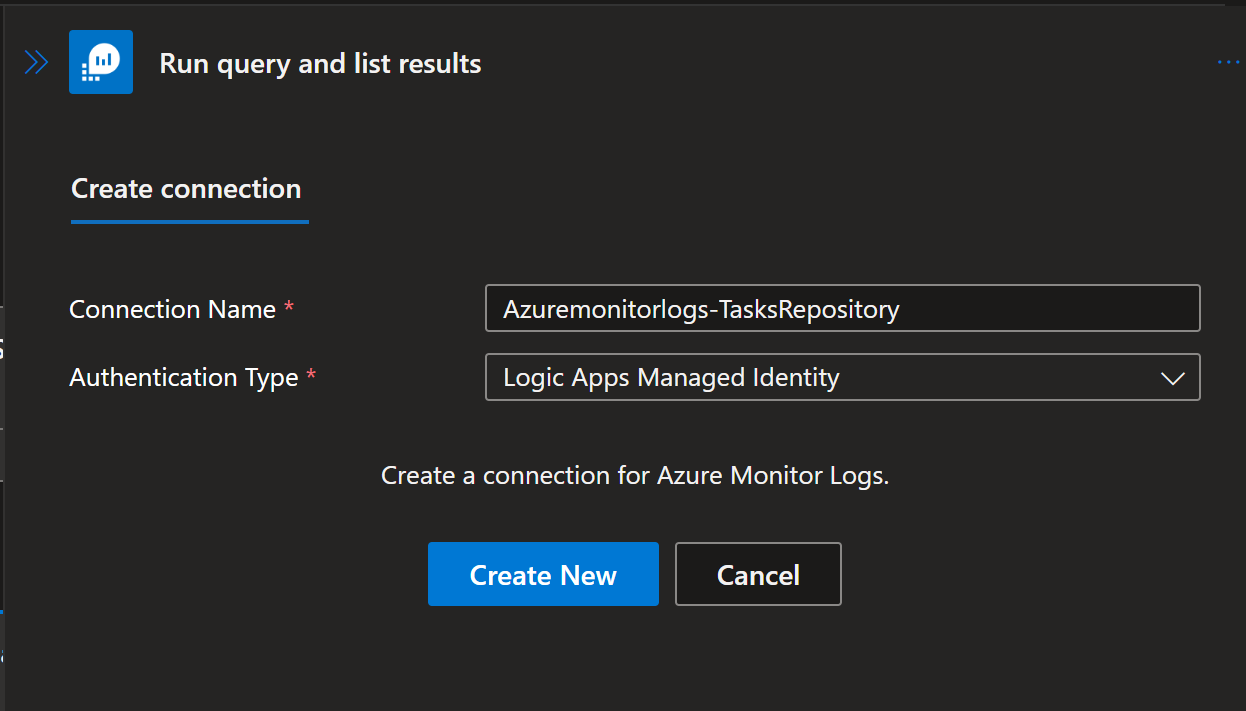 Run query and list results
...
Create connection
Connection Name *
Azuremonitorlogs-TasksRepository
Authentication Type *
Logic Apps Managed Identity
Create a connection for Azure Monitor Logs.
Create New
Cancel